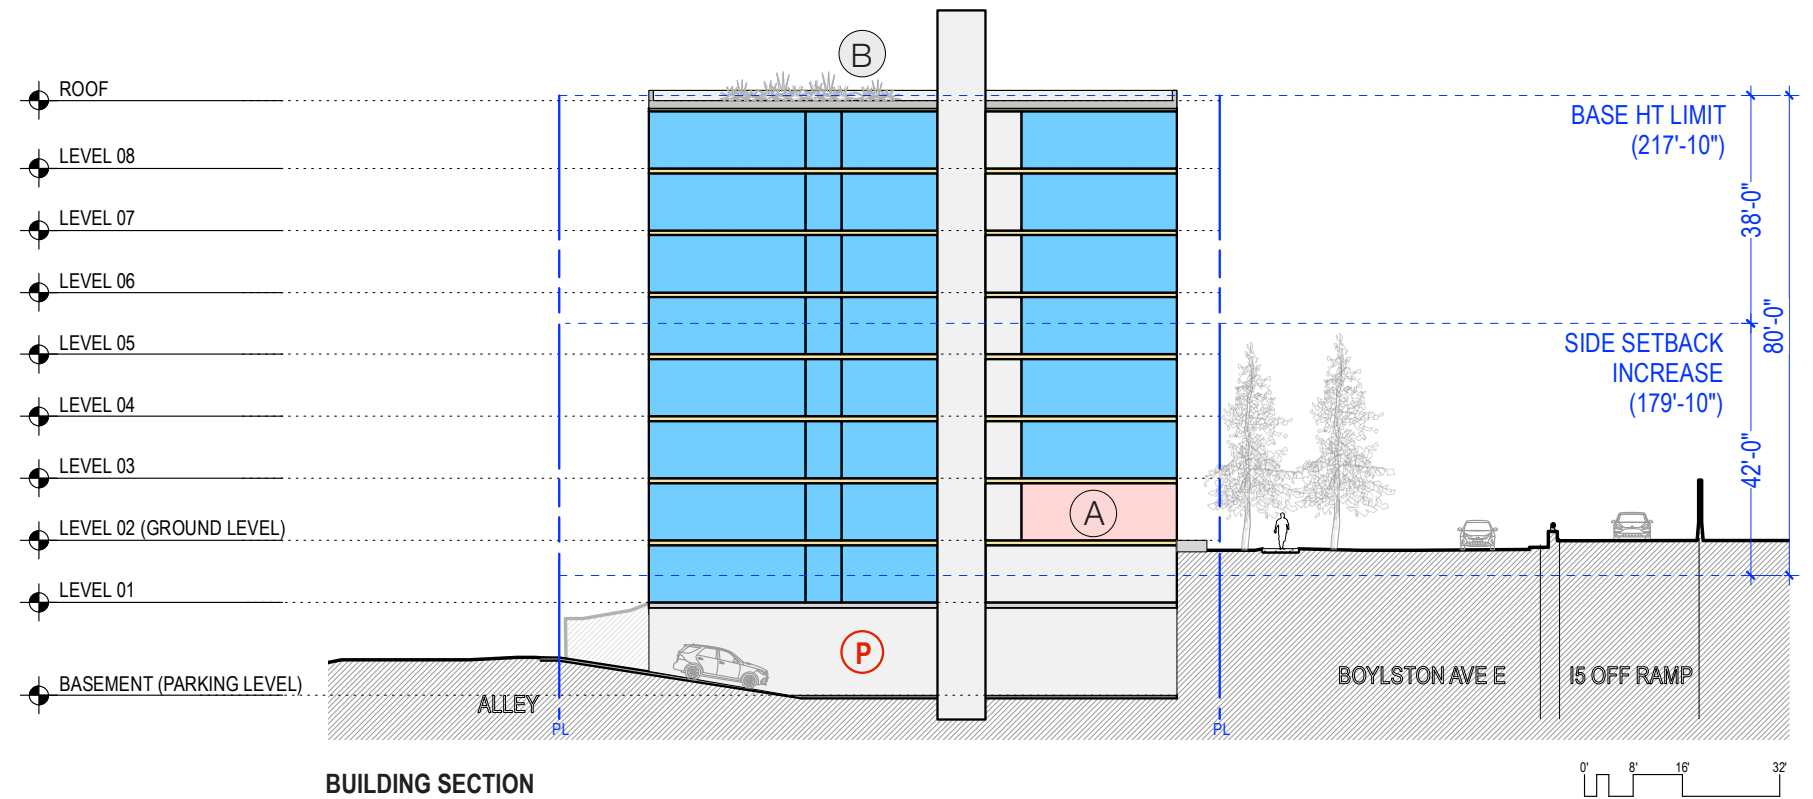 B
ROOF
BASE HT LIMIT
(217'-10")
LEVEL 08
38'-0"
LEVEL 07
LEVEL 06
80'-0"
LEVEL 05
SIDE SETBACK
INCREASE
(179'-10")
LEVEL 04
42'-0"
LEVEL 03
A
LEVEL 02 (GROUND LEVEL)
LEVEL 01
P
BOYLSTON AVE E
I5 OFF RAMP
BASEMENT (PARKING LEVEL)
ALLEY
PL
PL
BUILDING SECTION
0' 8' 16' 32'